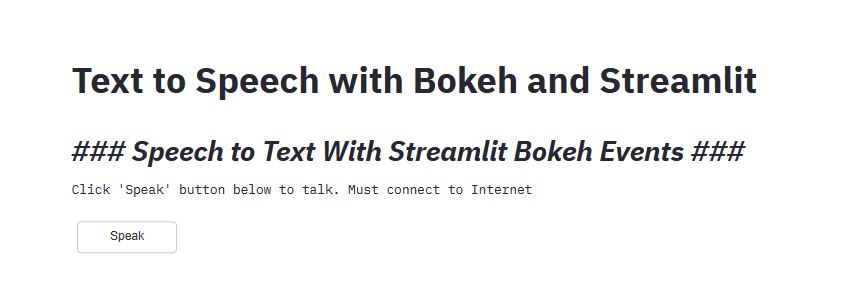 Text to Speech with Bokeh and Streamlit
### Speech to Text With Streamlit Bokeh Events ###
Click 'Speak' button below to talk. Must connect to Internet
Speak